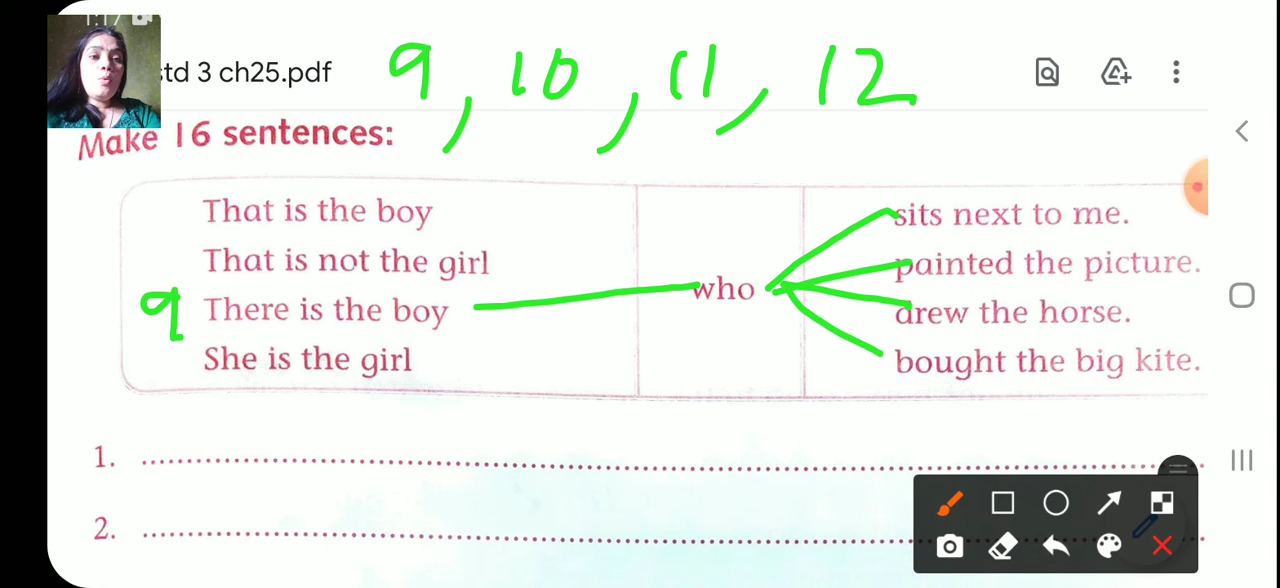 1:17
std 3 ch25.pdf
9, 10, 11, 12
Make 16 sentences:
That is the boy
That is not the girl
9 There is the boy
She is the girl
who
sits next to me.
painted the picture.
drew the horse.
bought the big kite.
1.
2.